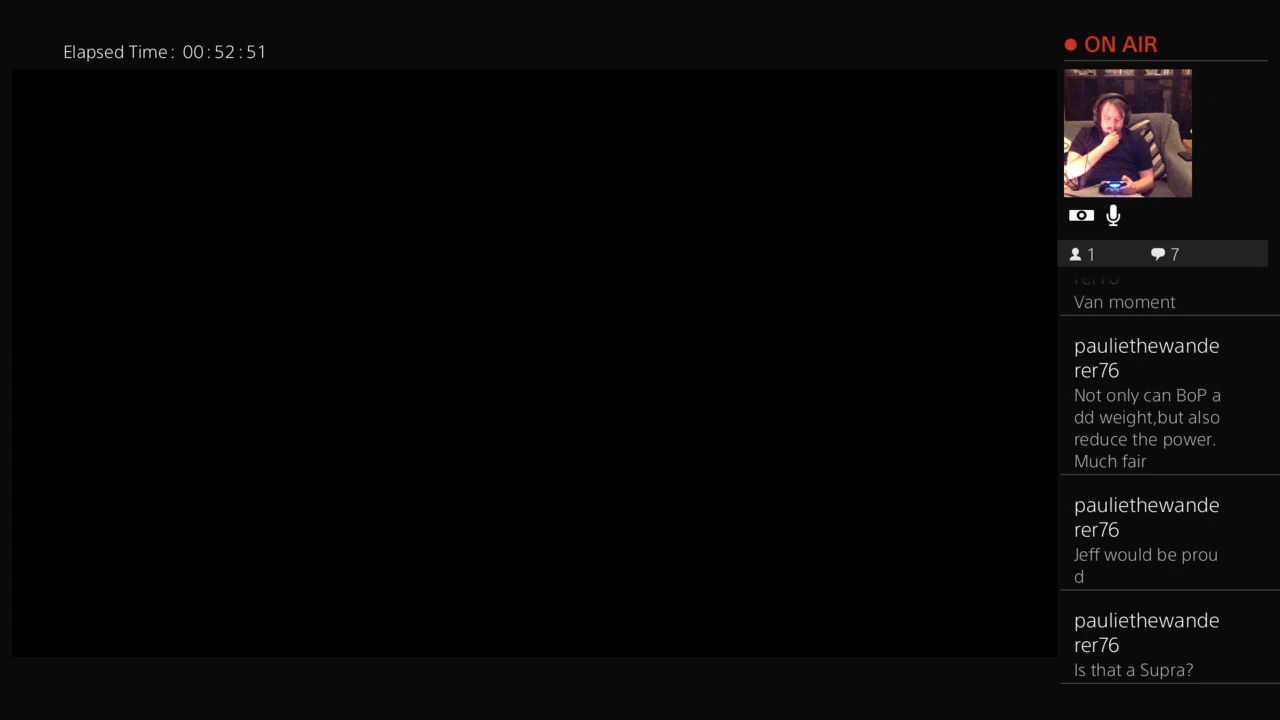 Elapsed Time: 00:52:51
ON AIR
1
7
rer76
Van moment
pauliethewande
rer76
Not only can BoP a
dd weight,but also
reduce the power.
Much fair
pauliethewande
rer76
Jeff would be prou
d
pauliethewande
rer76
Is that a Supra?